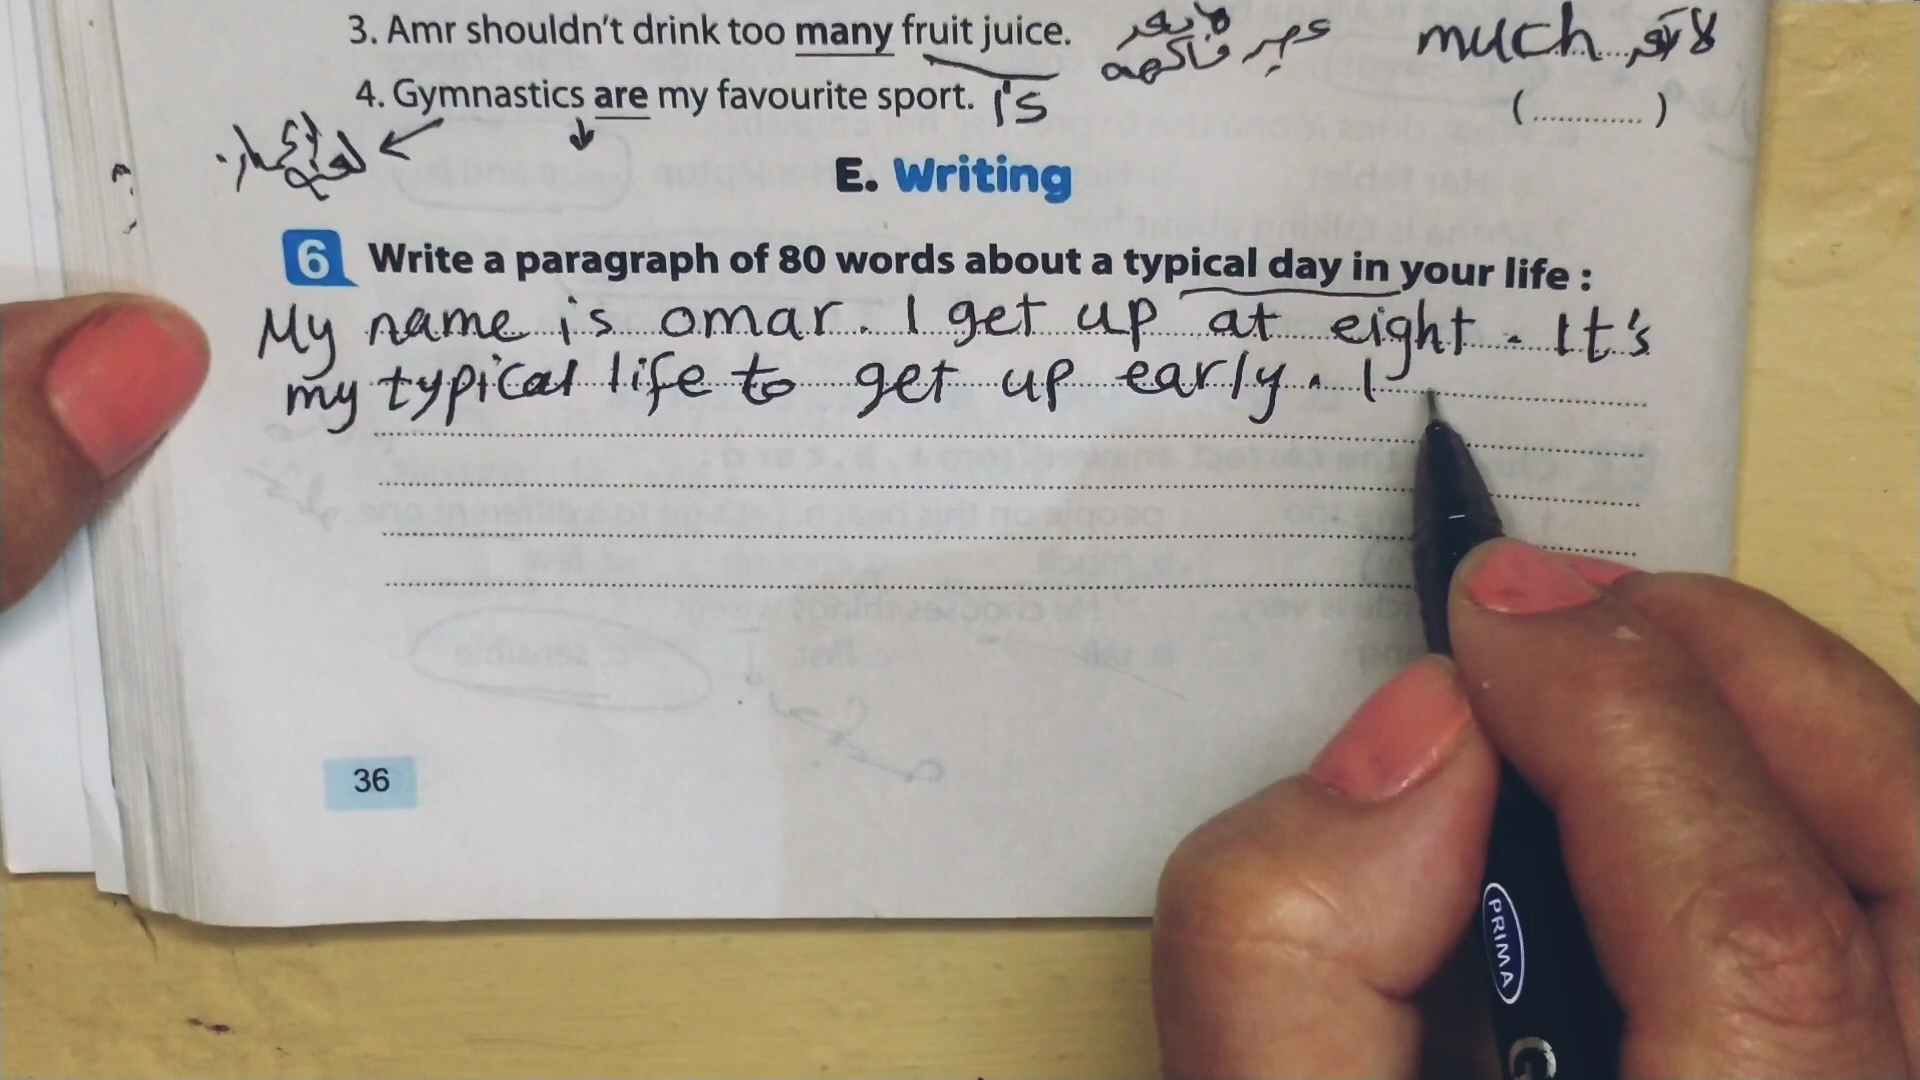 3. Amr shouldn't drink too many fruit juice. عصير فاكهة much
4. Gymnastics are my favourite sport. is (............)
E. Writing
6 Write a paragraph of 80 words about a typical day in your life :
My name is omar. I get up at eight. It's
my typical life to get up early. I
36
PRIMA